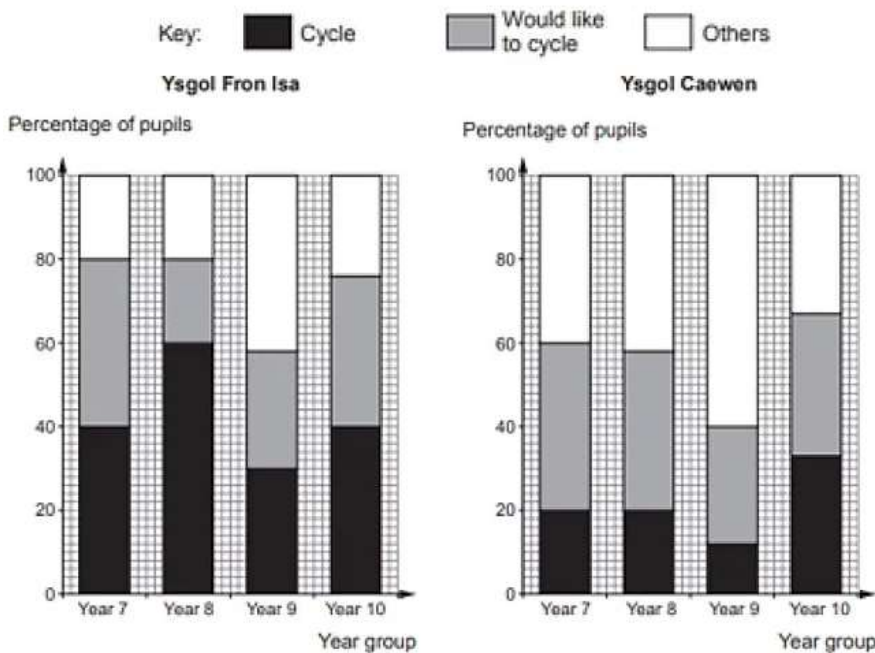 Key: Cycle Would like to cycle Others
Ysgol Fron Isa
Percentage of pupils
100
80
60
40
20
0
Year 7 Year 8 Year 9 Year 10
Year group
Ysgol Caewen
Percentage of pupils
100
80
60
40
20
0
Year 7 Year 8 Year 9 Year 10
Year group